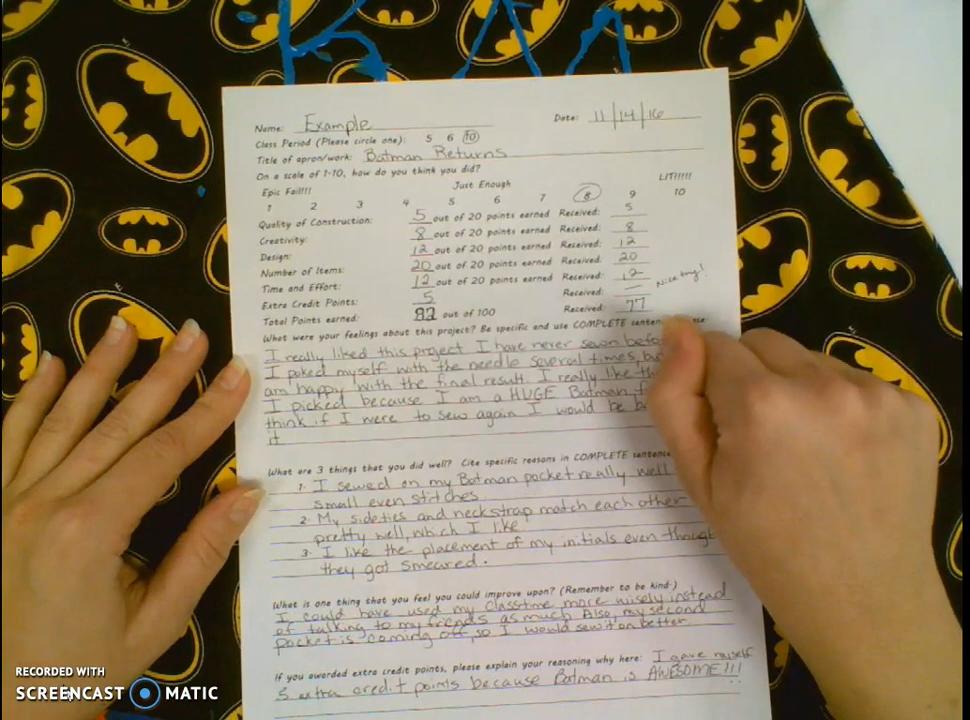 Name: Example Date: 11/14/16
Class Period (Please circle one): 5 6 10
Title of apron/work: Batman Returns
On a scale of 1-10, how do you think you did?
Epic Fail!!! Just Enough LIT!!!!!
1 2 3 4 5 6 7 8 9 10
Quality of Construction: 5 out of 20 points earned Received: 5
Creativity: 8 out of 20 points earned Received: 8
Design: 12 out of 20 points earned Received: 12
Number of Items: 20 out of 20 points earned Received: 20
Time and Effort: 12 out of 20 points earned Received: 12
Extra Credit Points: 5 Received: — Nice try!
Total Points earned: 82 out of 100 Received: 77
What were your feelings about this project? Be specific and use COMPLETE
I really liked this project I have never sewn
I poked myself with the needle several times,
am happy with the final result. I really like
I picked because I am a HUGE Batman
think if I were to sew again I would be
it
What are 3 things that you did well? Cite specific reasons in COMPLETE
1. I sewed on my Batman pocket really well
small even stitches.
2. My side ties and neckstrap match each other
pretty well, which I like
3. I like the placement of my initials even though
they got smeared.
What is one thing that you feel you could improve upon? (Remember to be kind.)
I could have used my classtime more wisely instead
of talking to my friends as much Also, my second
pocket is coming off, so I would sew it on better.
If you awarded extra credit points, please explain your reasoning why here: I gave myself
5 extra credit points because Batman is AWESOME!!!
RECORDED WITH
SCREENCAST MATIC